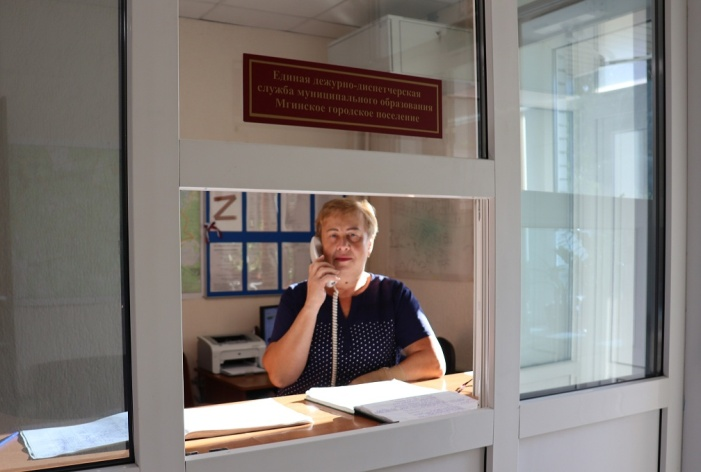 Единая дежурно-диспетчерская
служба муниципального образования
Мгинское городское поселение
Z